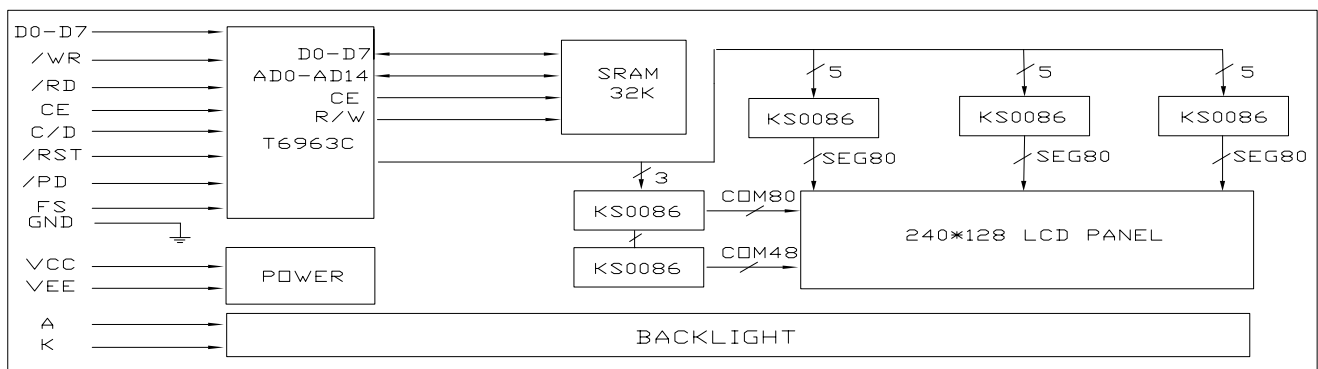 D0-D7
/WR
/RD
CE
C/D
/RST
/PD
FS
GND
VCC
VEE
A
K
D0-D7
AD0-AD14
CE
R/W
T6963C
SRAM
32K
5
5
5
KS0086
KS0086
KS0086
SEG80
SEG80
SEG80
3
KS0086
COM80
KS0086
COM48
240*128 LCD PANEL
POWER
BACKLIGHT